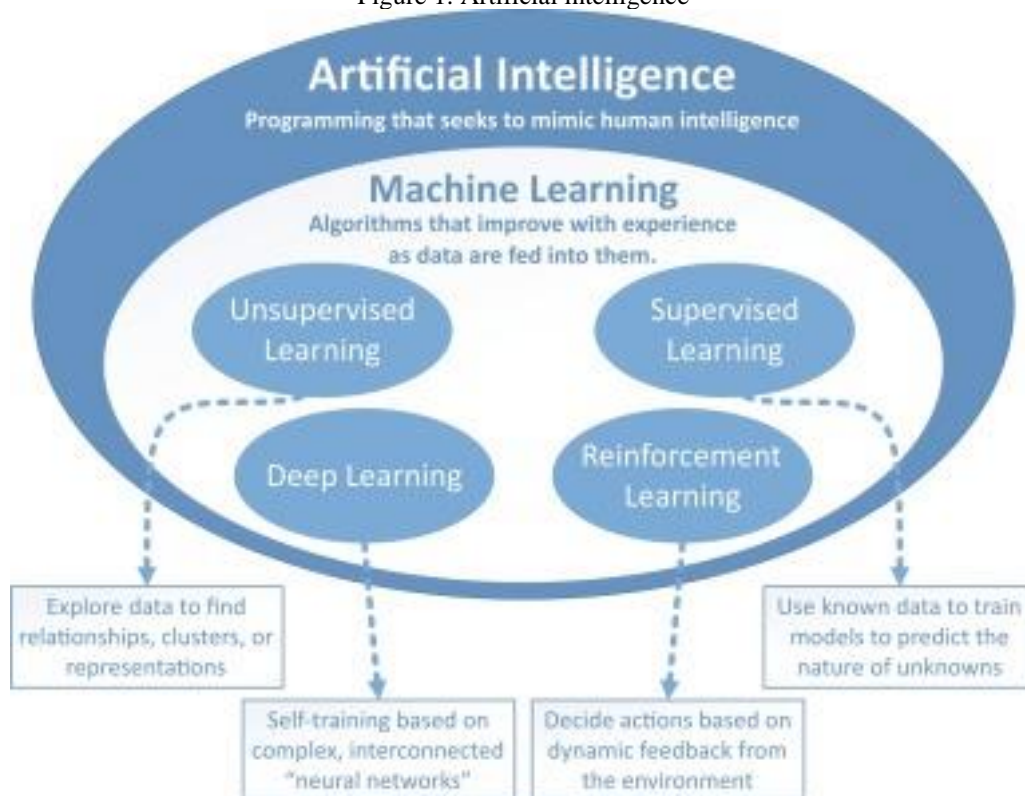 Figure 1: Artificial Intelligence
Artificial Intelligence
Programming that seeks to mimic human intelligence
Machine Learning
Algorithms that improve with experience
as data are fed into them.
Unsupervised
Learning
Supervised
Learning
Deep Learning
Reinforcement
Learning
Explore data to find
relationships, clusters, or
representations
Use known data to train
models to predict the
nature of unknowns
Self-training based on
complex, interconnected
"neural networks"
Decide actions based on
dynamic feedback from
the environment